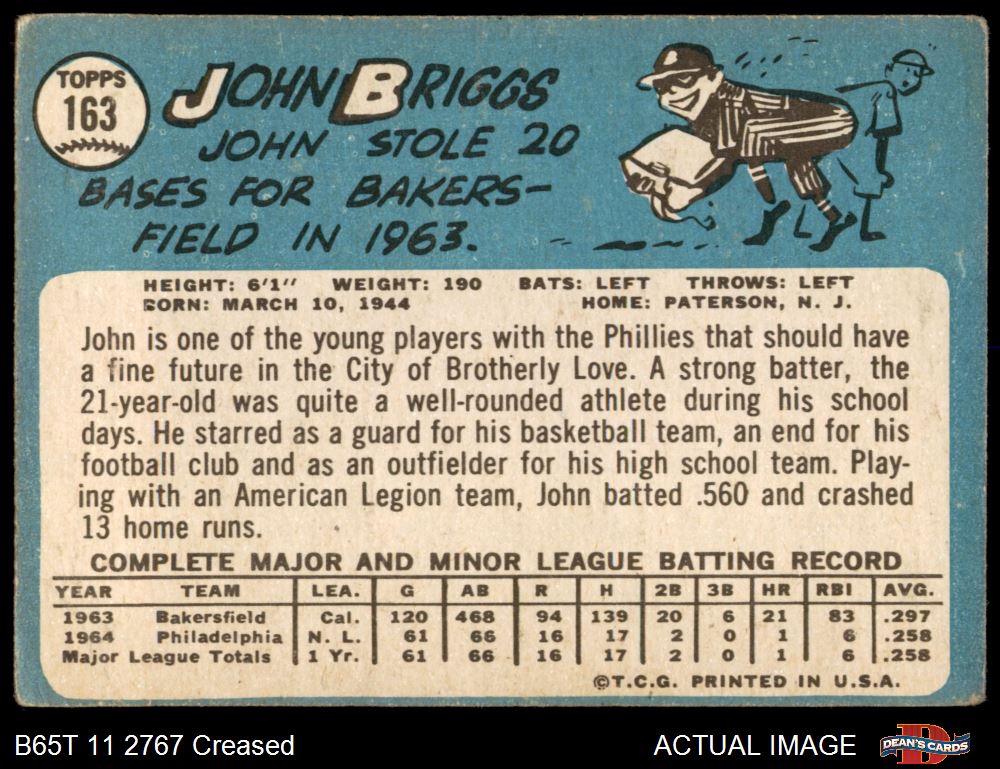 TOPPS
163
JOHN BRIGGS
JOHN STOLE 20
BASES FOR BAKERS-
FIELD IN 1963.
HEIGHT: 6'1" WEIGHT: 190 BATS: LEFT THROWS: LEFT
BORN: MARCH 10, 1944 HOME: PATERSON, N. J.
John is one of the young players with the Phillies that should have
a fine future in the City of Brotherly Love. A strong batter, the
21-year-old was quite a well-rounded athlete during his school
days. He starred as a guard for his basketball team, an end for his
football club and as an outfielder for his high school team. Play-
ing with an American Legion team, John batted .560 and crashed
13 home runs.
COMPLETE MAJOR AND MINOR LEAGUE BATTING RECORD
YEAR TEAM LEA. G AB R H 2B 3B HR RBI AVG.
1963 Bakersfield Cal. 120 468 94 139 20 6 21 83 .297
1964 Philadelphia N. L. 61 66 16 17 2 0 1 6 .258
Major League Totals 1 Yr. 61 66 16 17 2 0 1 6 .258
©T.C.G. PRINTED IN U.S.A.
B65T 11 2767 Creased ACTUAL IMAGE DEAN'S CARDS